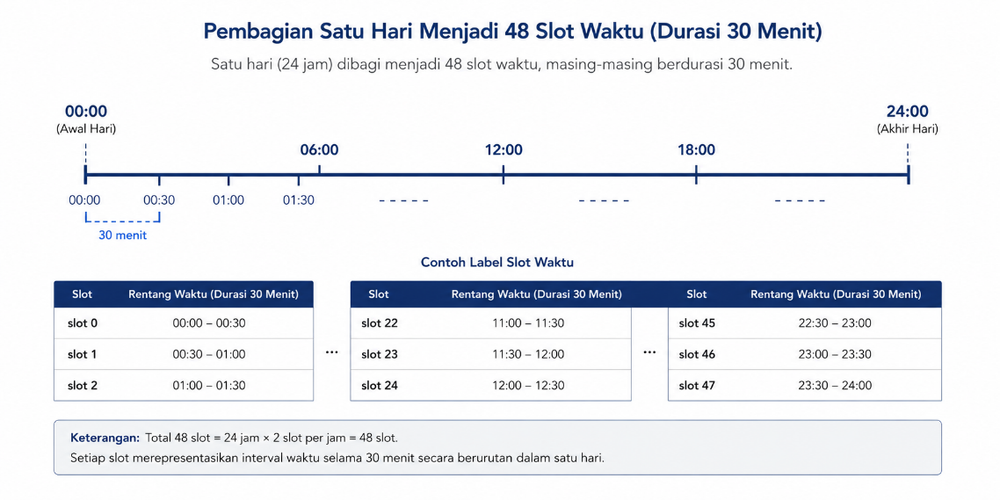 Pembagian Satu Hari Menjadi 48 Slot Waktu (Durasi 30 Menit)
Satu hari (24 jam) dibagi menjadi 48 slot waktu, masing-masing berdurasi 30 menit.
00:00
(Awal Hari)
24:00
(Akhir Hari)
06:00
12:00
18:00
00:00
00:30
01:00
01:30
30 menit
Contoh Label Slot Waktu
Slot Rentang Waktu (Durasi 30 Menit)
slot 0 00:00 – 00:30
slot 1 00:30 – 01:00
slot 2 01:00 – 01:30
...
Slot Rentang Waktu (Durasi 30 Menit)
slot 22 11:00 – 11:30
slot 23 11:30 – 12:00
slot 24 12:00 – 12:30
...
Slot Rentang Waktu (Durasi 30 Menit)
slot 45 22:30 – 23:00
slot 46 23:00 – 23:30
slot 47 23:30 – 24:00
Keterangan: Total 48 slot = 24 jam × 2 slot per jam = 48 slot.
Setiap slot merepresentasikan interval waktu selama 30 menit secara berurutan dalam satu hari.